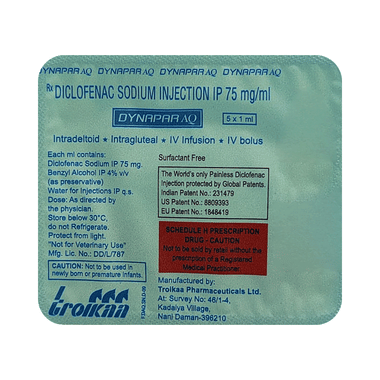 DYNAPAR AQ DYNAPAR AQ DYNAPAR AQ
Rx DICLOFENAC SODIUM INJECTION IP 75 mg/ml
DYNAPAR AQ 5 x 1 ml
Intradeltoid • Intragluteal • IV Infusion • IV bolus
Each ml contains:
Diclofenac Sodium IP 75 mg.
Benzyl Alcohol IP 4% v/v
(as preservative)
Water for Injections IP q.s.
Dose: As directed by
the physician.
Store below 30°C,
do not Refrigerate.
Protect from light.
"Not for Veterinary Use"
Mfg. Lic. No.: DD/L/787
CAUTION: Not to be used in
newly born or premature infants.
troikaa
Surfactant Free
The World's only Painless Diclofenac
Injection protected by Global Patents.
Indian Patent No.: 231479
US Patent No.: 8809393
EU Patent No.: 1848419
SCHEDULE H PRESCRIPTION
DRUG - CAUTION
Not to be sold by retail without the
prescription of a Registered
Medical Practitioner.
Manufactured by:
Troikaa Pharmaceuticals Ltd.
At: Survey No: 46/1-4,
Kadaiya Village,
Nani Daman-396210